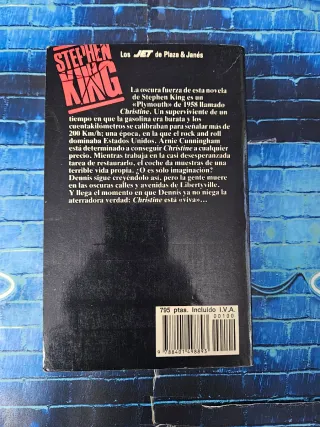 STEPHEN
KING
Los JET de Plaza & Janés
La oscura fuerza de esta novela
de Stephen King es un
«Plymouth» de 1958 llamado
Christine. Un superviviente de un
tiempo en que la gasolina era barata y los
cuentakilómetros se calibraban para señalar más de
200 Km/h; una época, en la que el rock and roll
dominaba Estados Unidos. Arnie Cunningham
está determinado a conseguir Christine a cualquier
precio. Mientras trabaja en la casi desesperanzada
tarea de restaurarlo, el coche da muestras de una
terrible vida propia. ¿O es solo imaginación?
Dennis sigue creyéndolo así, pero la gente muere
en las oscuras calles y avenidas de Libertyville.
Y llega el momento en que Dennis ya no niega la
aterradora verdad: Christine está «viva»...
795 ptas. Incluido I.V.A.
00100
9788401498893